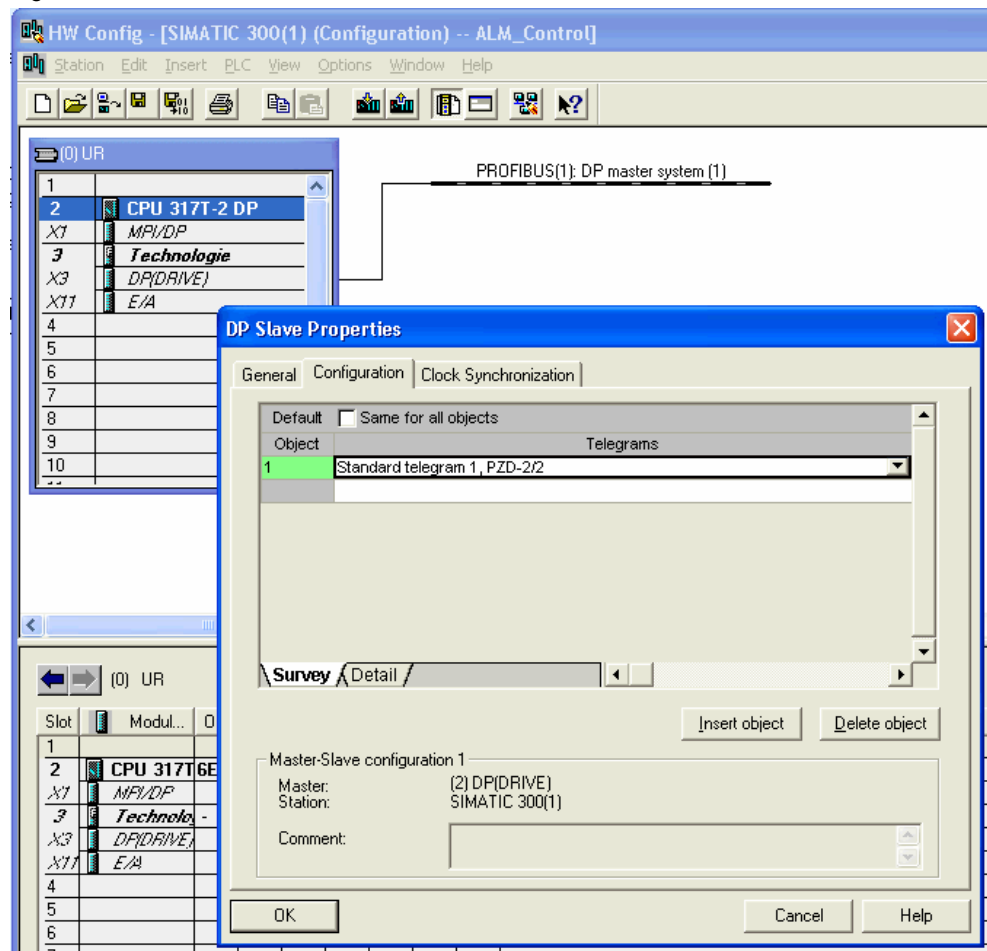 HW Config - [SIMATIC 300(1) (Configuration) -- ALM_Control]
Station Edit Insert PLC View Options Window Help
(0) UR
1
2 CPU 317T-2 DP
X1 MPI/DP
3 Technologie
X3 DP(DRIVE)
X11 E/A
4
5
6
7
8
9
10
PROFIBUS(1): DP master system (1)
DP Slave Properties
General Configuration Clock Synchronization
Default Same for all objects
Object Telegrams
1 Standard telegram 1, PZD-2/2
Survey Detail
Insert object Delete object
Master-Slave configuration 1
Master: (2) DP(DRIVE)
Station: SIMATIC 300(1)
Comment:
OK Cancel Help
(0) UR
Slot Modul... O
1
2 CPU 317T 6E
X1 MPI/DP
3 Technolo -
X3 DP(DRIVE)
X11 E/A
4
5
6